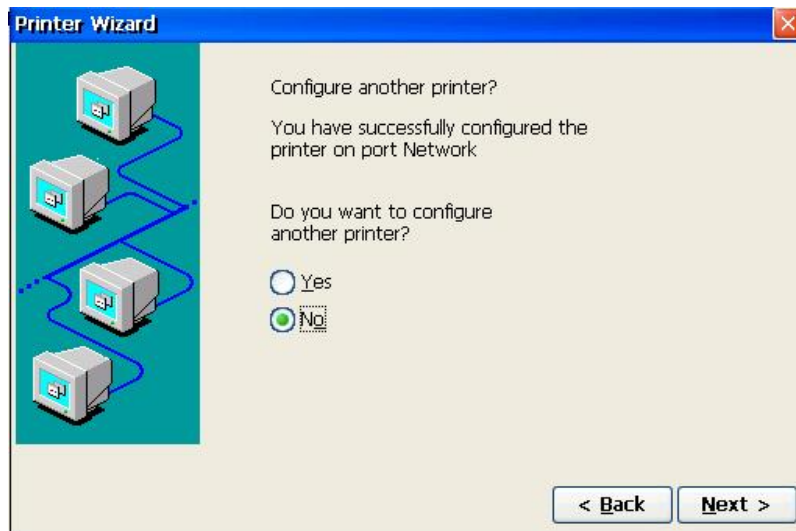 Printer Wizard
Configure another printer?
You have successfully configured the
printer on port Network
Do you want to configure
another printer?
Yes
No
< Back
Next >